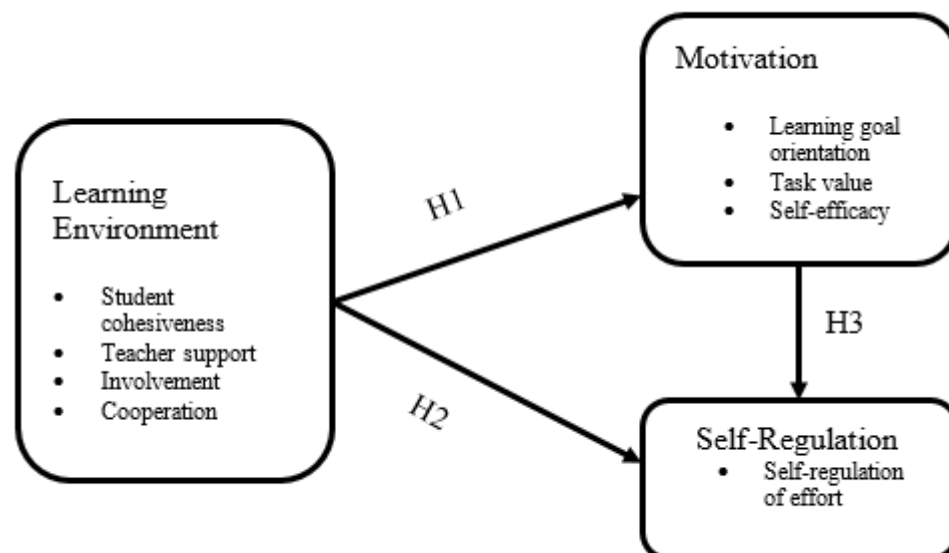 Learning
Environment
• Student
cohesiveness
• Teacher support
• Involvement
• Cooperation
H1
H2
Motivation
• Learning goal
orientation
• Task value
• Self-efficacy
H3
Self-Regulation
• Self-regulation
of effort